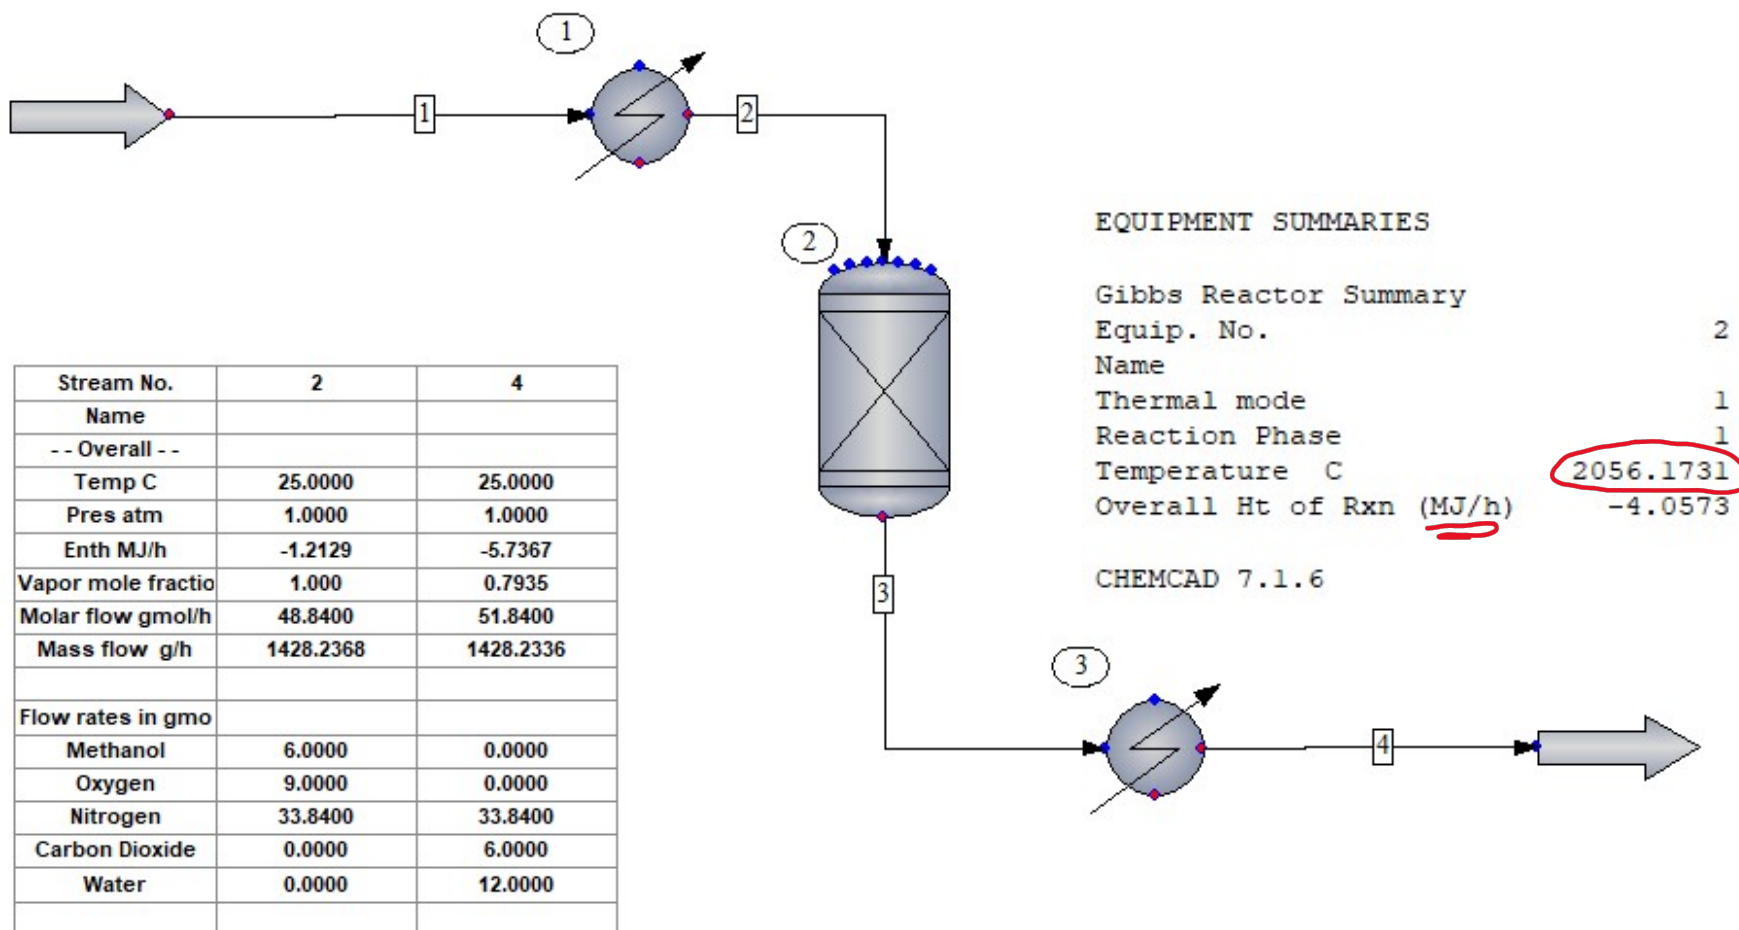 1
1
2
2
EQUIPMENT SUMMARIES
Gibbs Reactor Summary
Equip. No. 2
Name
Thermal mode 1
Reaction Phase 1
Temperature C 2056.1731
Overall Ht of Rxn (MJ/h) -4.0573
CHEMCAD 7.1.6
Stream No. 2 4
Name
- - Overall - -
Temp C 25.0000 25.0000
Pres atm 1.0000 1.0000
Enth MJ/h -1.2129 -5.7367
Vapor mole fractio 1.000 0.7935
Molar flow gmol/h 48.8400 51.8400
Mass flow g/h 1428.2368 1428.2336
Flow rates in gmo
Methanol 6.0000 0.0000
Oxygen 9.0000 0.0000
Nitrogen 33.8400 33.8400
Carbon Dioxide 0.0000 6.0000
Water 0.0000 12.0000
3
3
4